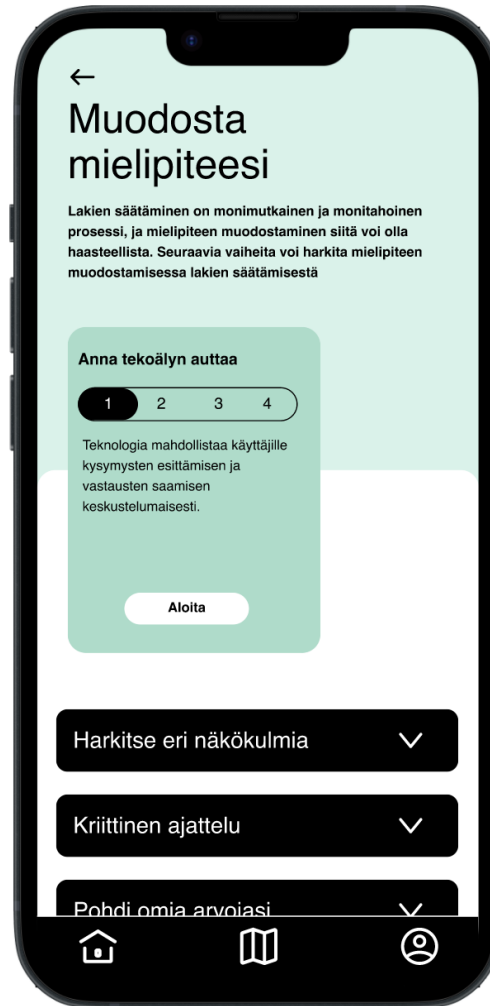 Muodosta
mielipiteesi
Lakien säätäminen on monimutkainen ja monitahoinen
prosessi, ja mielipiteen muodostaminen siitä voi olla
haasteellista. Seuraavia vaiheita voi harkita mielipiteen
muodostamisessa lakien säätämisestä
Anna tekoälyn auttaa
1 2 3 4
Teknologia mahdollistaa käyttäjille
kysymysten esittämisen ja
vastausten saamisen
keskustelumaisesti.
Aloita
Harkitse eri näkökulmia
Kriittinen ajattelu
Pohdi omia arvojasi